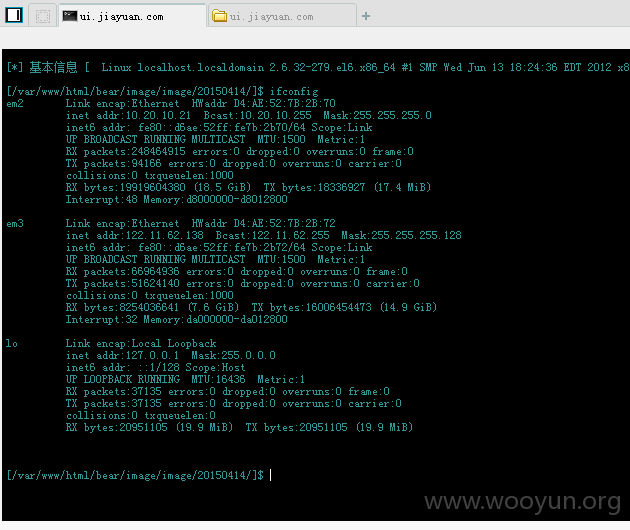 ui.jiayuan.com
ui.jiayuan.com
[*] 基本信息 [ Linux localhost.localdomain 2.6.32-279.el6.x86_64 #1 SMP Wed Jun 13 18:24:36 EDT 2012 x8
[/var/www/html/bear/image/image/20150414/]$ ifconfig
em2 Link encap:Ethernet HWaddr D4:AE:52:7B:2B:70
inet addr:10.20.10.21 Bcast:10.20.10.255 Mask:255.255.255.0
inet6 addr: fe80::d6ae:52ff:fe7b:2b70/64 Scope:Link
UP BROADCAST RUNNING MULTICAST MTU:1500 Metric:1
RX packets:248464915 errors:0 dropped:0 overruns:0 frame:0
TX packets:94166 errors:0 dropped:0 overruns:0 carrier:0
collisions:0 txqueuelen:1000
RX bytes:19919604380 (18.5 GiB) TX bytes:18336927 (17.4 MiB)
Interrupt:48 Memory:d8000000-d8012800
em3 Link encap:Ethernet HWaddr D4:AE:52:7B:2B:72
inet addr:122.11.62.138 Bcast:122.11.62.255 Mask:255.255.255.128
inet6 addr: fe80::d6ae:52ff:fe7b:2b72/64 Scope:Link
UP BROADCAST RUNNING MULTICAST MTU:1500 Metric:1
RX packets:66964936 errors:0 dropped:0 overruns:0 frame:0
TX packets:51624140 errors:0 dropped:0 overruns:0 carrier:0
collisions:0 txqueuelen:1000
RX bytes:8254036641 (7.6 GiB) TX bytes:16006454473 (14.9 GiB)
Interrupt:32 Memory:da000000-da012800
lo Link encap:Local Loopback
inet addr:127.0.0.1 Mask:255.0.0.0
inet6 addr: ::1/128 Scope:Host
UP LOOPBACK RUNNING MTU:16436 Metric:1
RX packets:37135 errors:0 dropped:0 overruns:0 frame:0
TX packets:37135 errors:0 dropped:0 overruns:0 carrier:0
collisions:0 txqueuelen:0
RX bytes:20951105 (19.9 MiB) TX bytes:20951105 (19.9 MiB)
[/var/www/html/bear/image/image/20150414/]$
www.wooyun.org